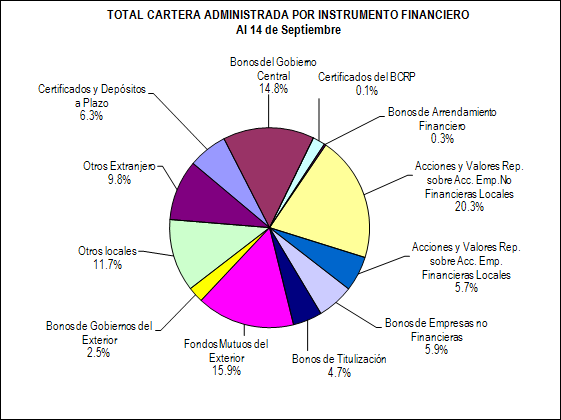 TOTAL CARTERA ADMINISTRADA POR INSTRUMENTO FINANCIERO
Al 14 de Septiembre
Bonos del Gobierno
Central
14.8%
Certificados del BCRP
0.1%
Bonos de Arrendamiento
Financiero
0.3%
Acciones y Valores Rep.
sobre Acc. Emp.No
Financieras Locales
20.3%
Acciones y Valores Rep.
sobre Acc. Emp.
Financieras Locales
5.7%
Bonos de Empresas no
Financieras
5.9%
Bonos de Titulización
4.7%
Fondos Mutuos del
Exterior
15.9%
Bonos de Gobiernos del
Exterior
2.5%
Otros locales
11.7%
Otros Extranjero
9.8%
Certificados y Depósitos
a Plazo
6.3%